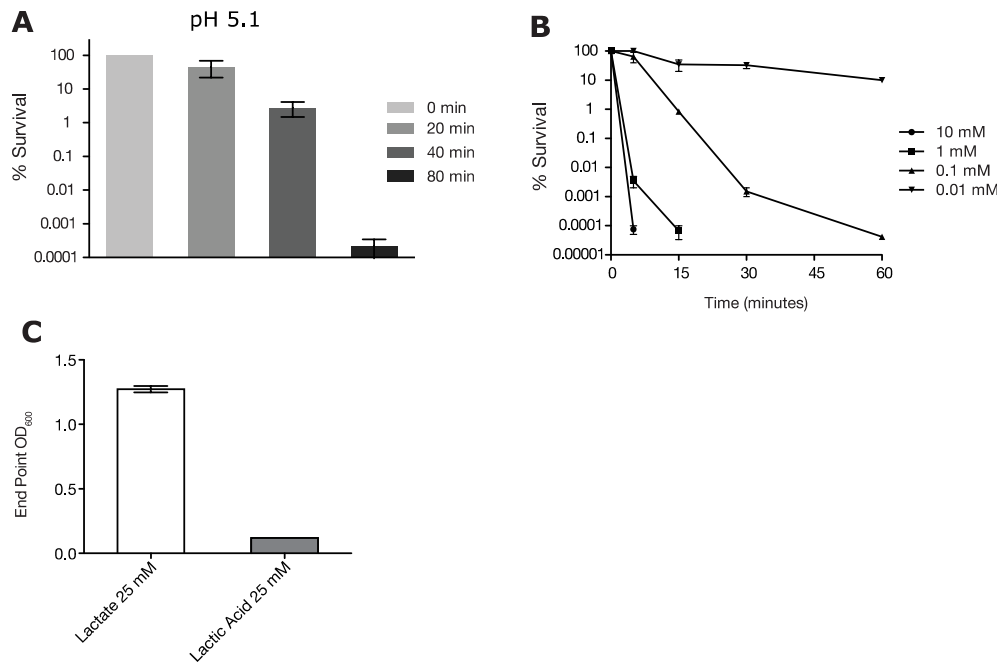 A
pH 5.1
% Survival
100
10
1
0.1
0.01
0.001
0.0001
0 min
20 min
40 min
80 min
B
% Survival
100
10
1
0.1
0.01
0.001
0.0001
0.00001
0 15 30 45 60
Time (minutes)
10 mM
1 mM
0.1 mM
0.01 mM
C
End Point OD600
1.5
1.0
0.5
0.0
Lactate 25 mM
Lactic Acid 25 mM